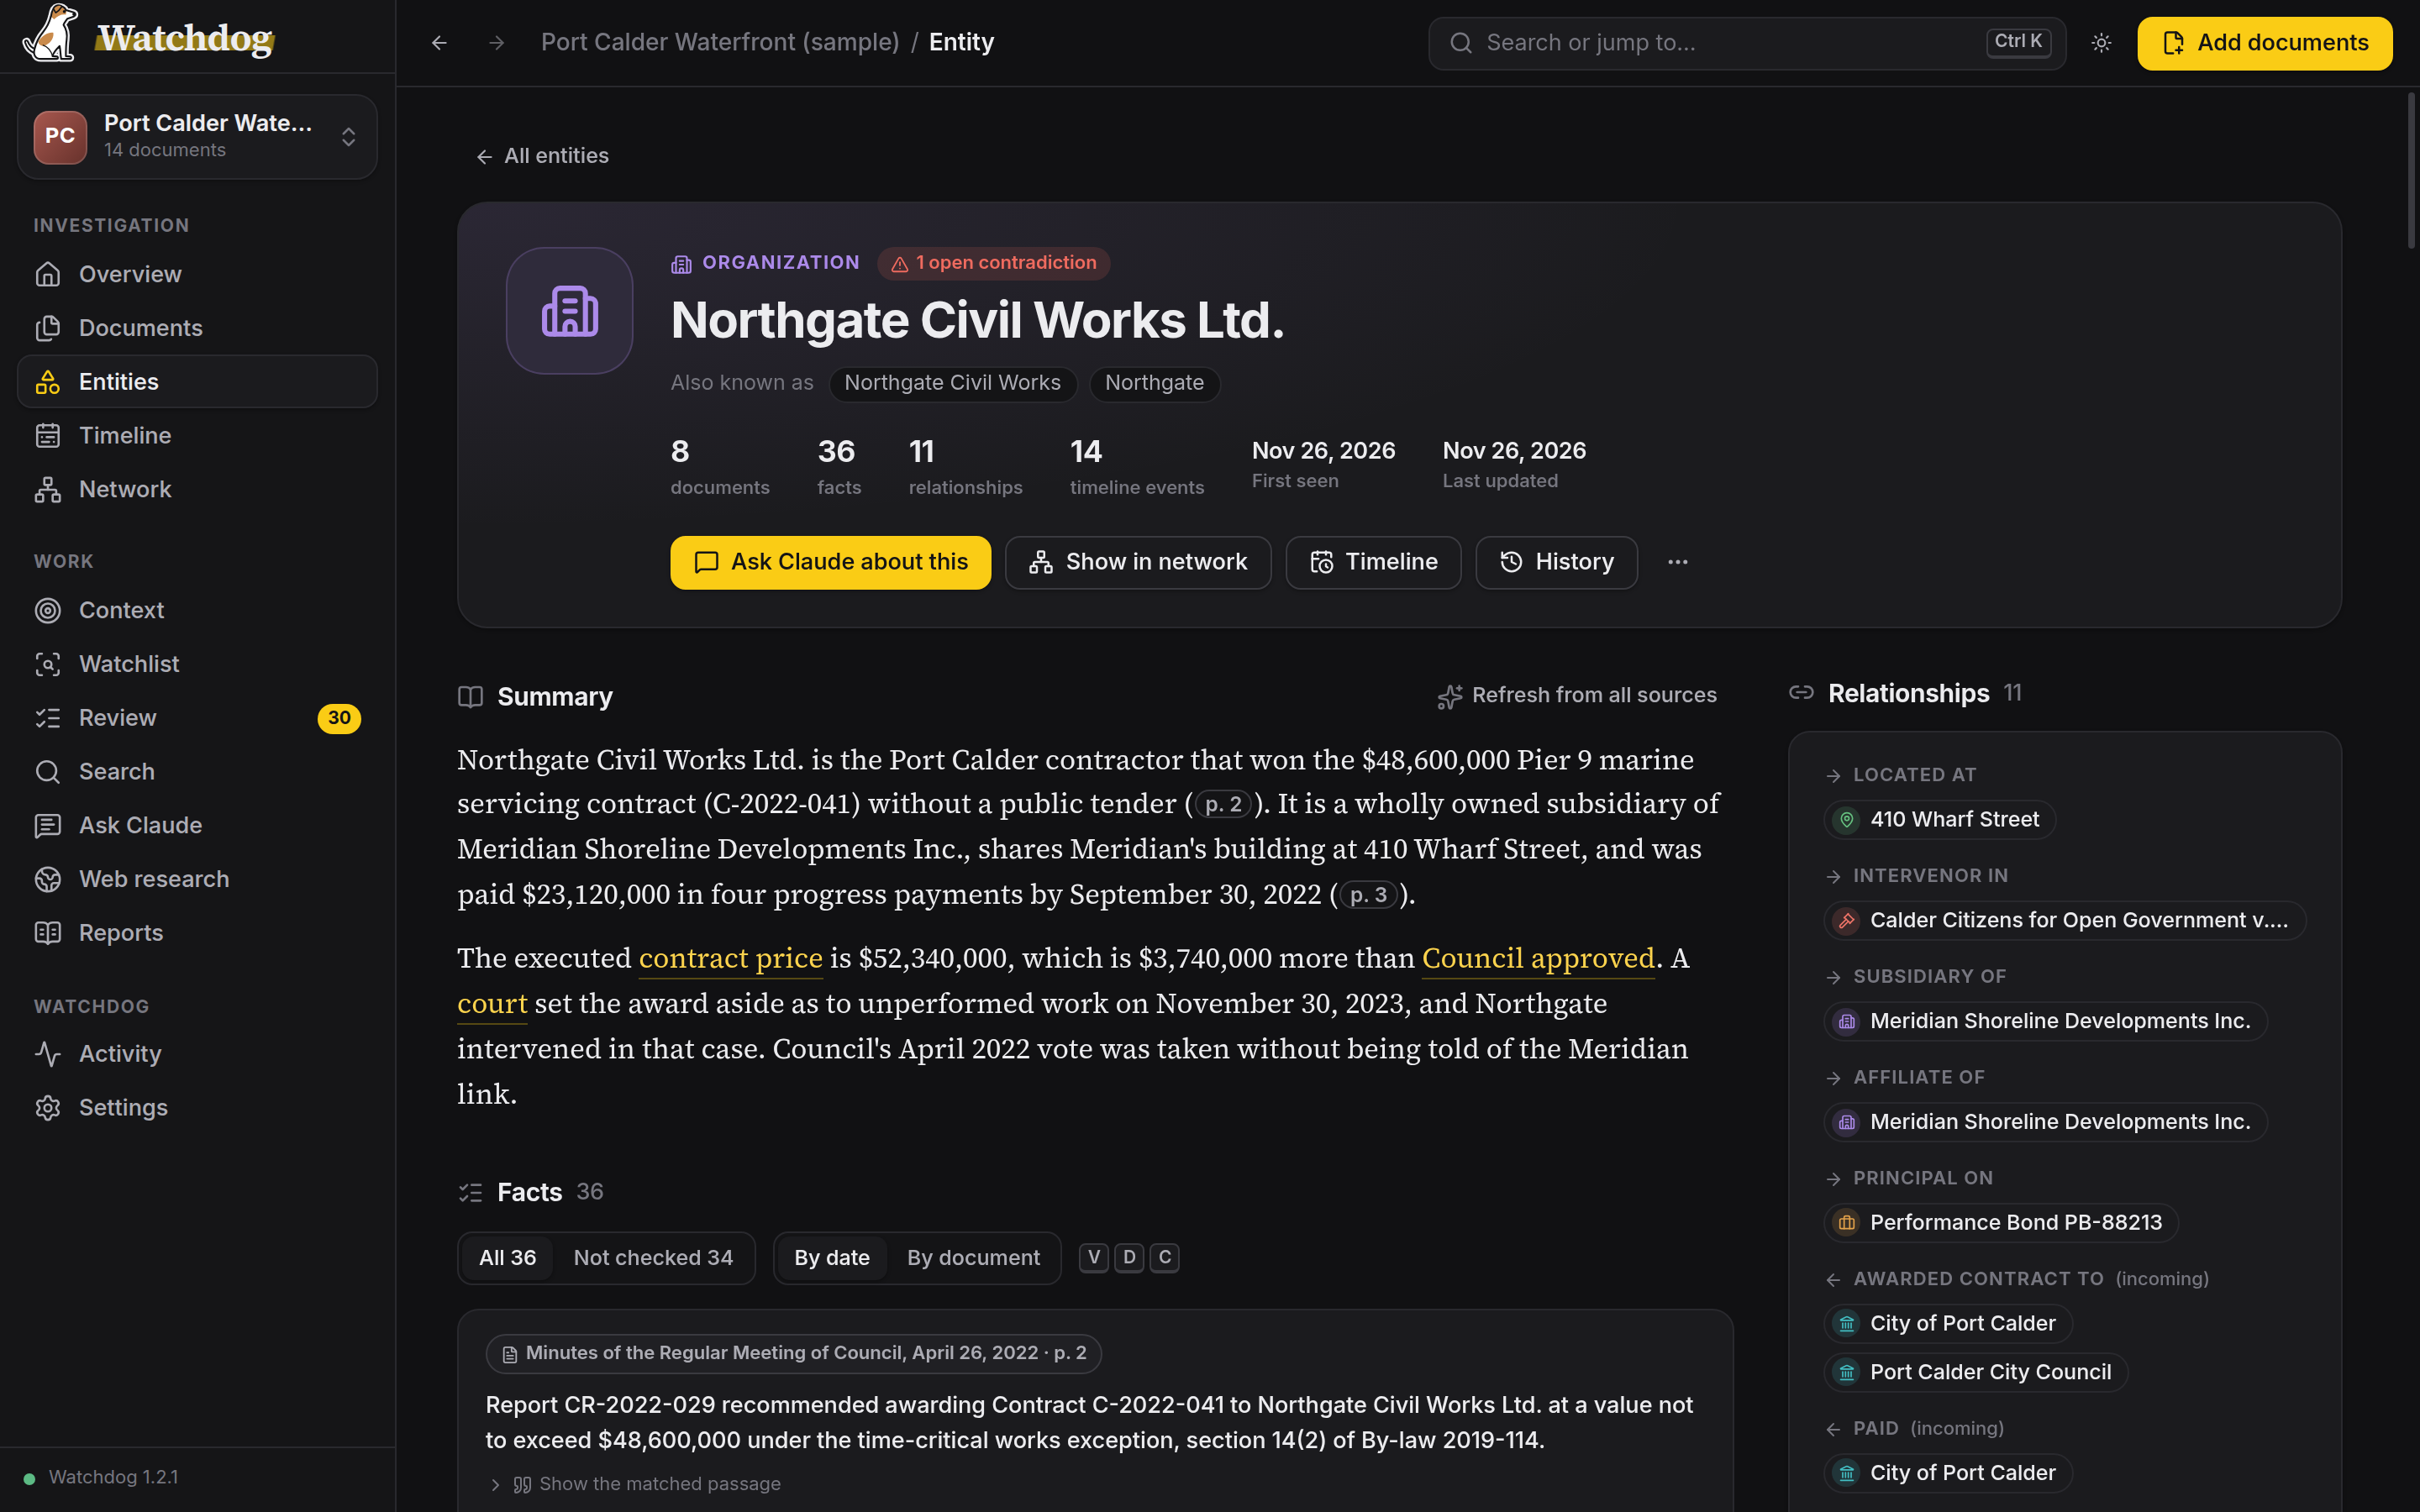 Watchdog
Port Calder Waterfront (sample) / Entity
Search or jump to...
Ctrl K
Add documents
PC
Port Calder Wate...
14 documents
INVESTIGATION
Overview
Documents
Entities
Timeline
Network
WORK
Context
Watchlist
Review
30
Search
Ask Claude
Web research
Reports
WATCHDOG
Activity
Settings
Watchdog 1.2.1
All entities
ORGANIZATION
1 open contradiction
Northgate Civil Works Ltd.
Also known as
Northgate Civil Works
Northgate
8
documents
36
facts
11
relationships
14
timeline events
Nov 26, 2026
First seen
Nov 26, 2026
Last updated
Ask Claude about this
Show in network
Timeline
History
Summary
Refresh from all sources
Northgate Civil Works Ltd. is the Port Calder contractor that won the $48,600,000 Pier 9 marine
servicing contract (C-2022-041) without a public tender (p. 2). It is a wholly owned subsidiary of
Meridian Shoreline Developments Inc., shares Meridian's building at 410 Wharf Street, and was
paid $23,120,000 in four progress payments by September 30, 2022 (p. 3).
The executed contract price is $52,340,000, which is $3,740,000 more than Council approved. A
court set the award aside as to unperformed work on November 30, 2023, and Northgate
intervened in that case. Council's April 2022 vote was taken without being told of the Meridian
link.
Facts 36
All 36
Not checked 34
By date
By document
V
D
C
Minutes of the Regular Meeting of Council, April 26, 2022 · p. 2
Report CR-2022-029 recommended awarding Contract C-2022-041 to Northgate Civil Works Ltd. at a value not
to exceed $48,600,000 under the time-critical works exception, section 14(2) of By-law 2019-114.
Show the matched passage
Relationships 11
LOCATED AT
410 Wharf Street
INTERVENOR IN
Calder Citizens for Open Government v....
SUBSIDIARY OF
Meridian Shoreline Developments Inc.
AFFILIATE OF
Meridian Shoreline Developments Inc.
PRINCIPAL ON
Performance Bond PB-88213
AWARDED CONTRACT TO (incoming)
City of Port Calder
Port Calder City Council
PAID (incoming)
City of Port Calder